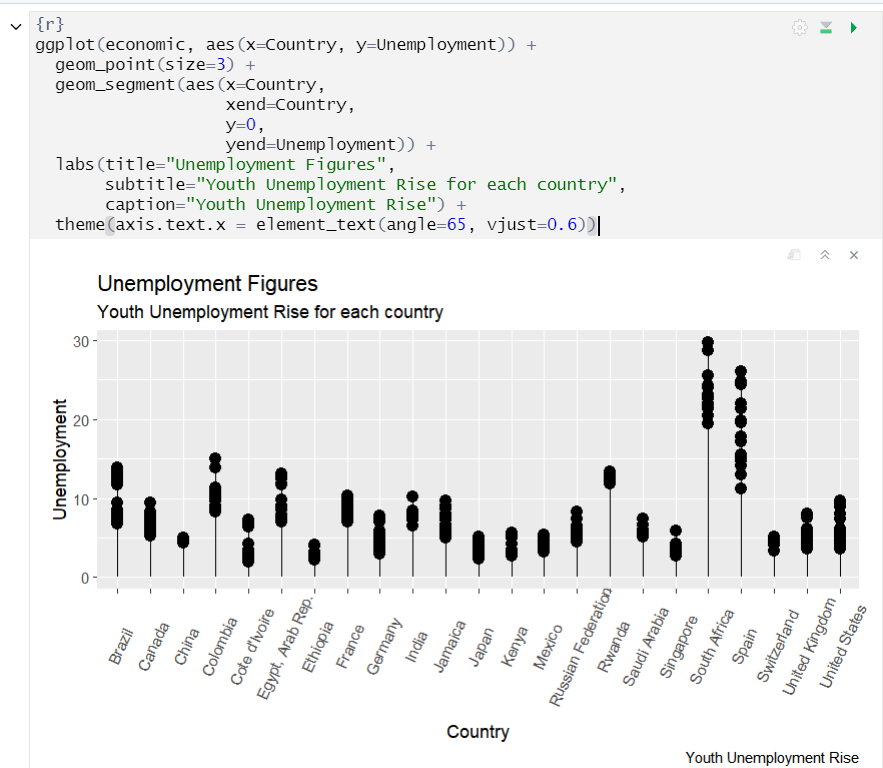 {r}
ggplot(economic, aes(x=Country, y=Unemployment)) +
  geom_point(size=3) +
  geom_segment(aes(x=Country,
                   xend=Country,
                   y=0,
                   yend=Unemployment)) +
  labs(title="Unemployment Figures",
       subtitle="Youth Unemployment Rise for each country",
       caption="Youth Unemployment Rise") +
  theme(axis.text.x = element_text(angle=65, vjust=0.6))
Unemployment Figures
Youth Unemployment Rise for each country
30
20
10
0
Unemployment
Brazil
Canada
China
Colombia
Cote d'Ivoire
Egypt, Arab Rep.
Ethiopia
France
Germany
India
Jamaica
Japan
Kenya
Mexico
Russian Federation
Rwanda
Saudi Arabia
Singapore
South Africa
Spain
Switzerland
United Kingdom
United States
Country
Youth Unemployment Rise